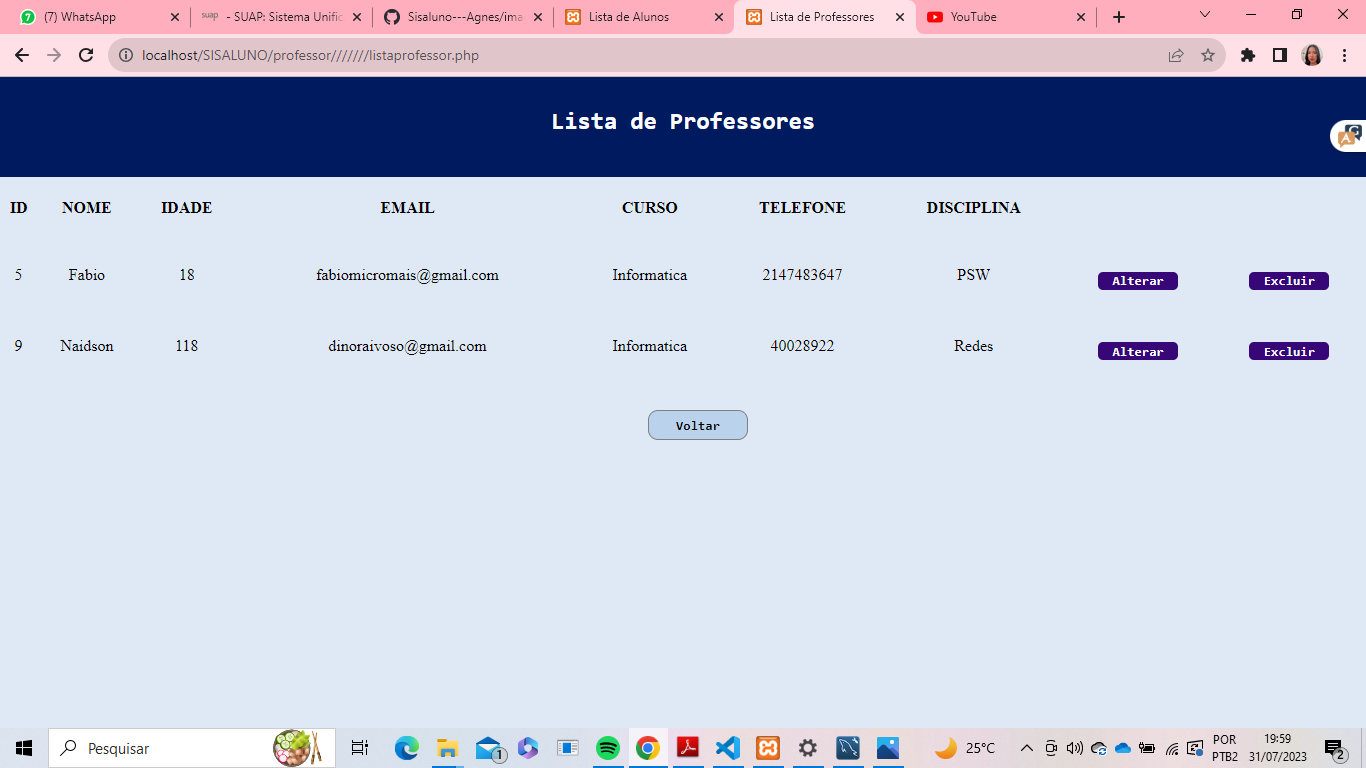 (7) WhatsApp
suap - SUAP: Sistema Unific
Sisaluno---Agnes/ima
Lista de Alunos
Lista de Professores
YouTube
localhost/SISALUNO/professor///////listaprofessor.php
Lista de Professores
ID NOME IDADE EMAIL CURSO TELEFONE DISCIPLINA
5 Fabio 18 fabiomicromais@gmail.com Informatica 2147483647 PSW Alterar Excluir
9 Naidson 118 dinoraivoso@gmail.com Informatica 40028922 Redes Alterar Excluir
Voltar
Pesquisar
1
25°C
POR
PTB2
19:59
31/07/2023
2